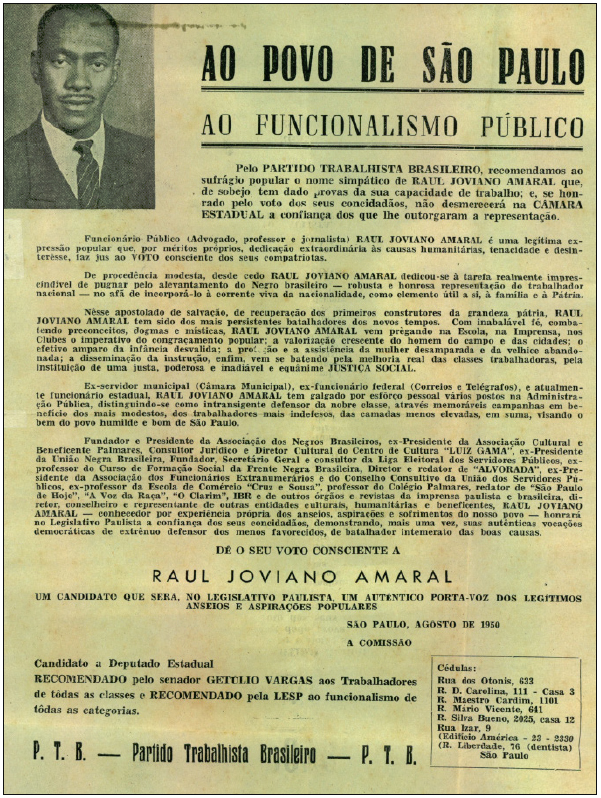 AO POVO DE SÃO PAULO
AO FUNCIONALISMO PÚBLICO
Pelo PARTIDO TRABALHISTA BRASILEIRO, recomendamos ao
sufrágio popular o nome simpático de RAUL JOVIANO AMARAL que,
de sobejo tem dado provas da sua capacidade de trabalho; e, se hon-
rado pelo voto dos seus concidadãos, não desmerecerá na CÂMARA
ESTADUAL a confiança dos que lhe outorgaram a representação.
Funcionário Público (Advogado, professor e jornalista) RAUL JOVIANO AMARAL é uma legítima ex-
pressão popular que, por méritos próprios, dedicação extraordinária às causas humanitárias, tenacidade e desin-
terêsse, faz jus ao VOTO consciente dos seus compatriotas.
De procedência modesta, desde cedo RAUL JOVIANO AMARAL dedicou-se à tarefa realmente impres-
cindível de pugnar pelo alevantamento do Negro brasileiro — robusta e honrosa representação do trabalhador
nacional — no afã de incorporá-lo à corrente viva da nacionalidade, como elemento útil a si, à família e à Pátria.
Nêsse apostolado de salvação, de recuperação dos primeiros construtores da grandeza pátria, RAUL
JOVIANO AMARAL tem sido dos mais persistentes batalhadores dos novos tempos. Com inabalável fé, comba-
tendo preconceitos, dogmas e místicas, RAUL JOVIANO AMARAL vem prègando na Escola, na Imprensa, nos
Clubes o imperativo do congraçamento popular; a valorização crescente do homem do campo e das cidades; o
efetivo amparo da infância desvalida; a proteção e a assistência da mulher desamparada e da velhice abando-
nada; a disseminação da instrução, enfim, vem se batendo pela melhoria real das classes trabalhadoras, pela
instituição de uma justa, poderosa e inadiável e equânime JUSTIÇA SOCIAL.
Ex-servidor municipal (Câmara Municipal), ex-funcionário federal (Correios e Telégrafos), e atualmen-
te funcionário estadual, RAUL JOVIANO AMARAL tem galgado por esfôrço pessoal vários postos na Administra-
ção Pública, distinguindo-se como intransigente defensor da nobre classe, através memoráveis campanhas em be-
nefício dos mais modestos, dos trabalhadores mais indefesos, das camadas menos elevadas, em suma, visando o
bem do povo humilde e bom de São Paulo.
Fundador e Presidente da Associação dos Negros Brasileiros, ex-Presidente da Associação Cultural e
Beneficente Palmares, Consultor Jurídico e Diretor Cultural do Centro de Cultura "LUIZ GAMA", ex-Presidente
da União Negra Brasileira, Fundador, Secretário Geral e consultor da Liga Eleitoral dos Servidores Públicos, ex-
professor do Curso de Formação Social da Frente Negra Brasileira, Diretor e redator de "ALVORADA", ex-Pre-
sidente da Associação dos Funcionários Extranumerários e do Conselho Consultivo da União dos Servidores Pú-
blicos, ex-professor da Escola de Comércio "Cruz e Sousa", professor do Colégio Palmares, redator de "São Paulo
de Hoje", "A Voz da Raça", "O Clarim", IBR e de outros órgãos e revistas da imprensa paulista e brasileira, di-
retor, conselheiro e representante de outras entidades culturais, humanitárias e beneficentes, RAUL JOVIANO
AMARAL — conhecedor por experiência própria dos anseios, aspirações e sofrimentos do nosso povo — honrará
no Legislativo Paulista a confiança dos seus concidadãos, demonstrando, mais uma vez, suas autênticas vocações
democráticas de extrênuo defensor dos menos favorecidos, de batalhador intemerato das boas causas.
DÊ O SEU VOTO CONSCIENTE A
RAUL JOVIANO AMARAL
UM CANDIDATO QUE SERA, NO LEGISLATIVO PAULISTA, UM AUTÊNTICO PORTA-VOZ DOS LEGITIMOS
ANSEIOS E ASPIRAÇÕES POPULARES
SÃO PAULO, AGOSTO DE 1950
A COMISSÃO
Candidato a Deputado Estadual
RECOMENDADO pelo senador GETÚLIO VARGAS aos Trabalhadores
de tôdas as classes e RECOMENDADO pela LESP ao funcionalismo de
tôdas as categorias.
Cédulas:
Rua dos Otonis, 633
R. D. Carolina, 111 - Casa 3
R. Maestro Cardim, 1101
R. Mário Vicente, 641
R. Silva Bueno, 2025, casa 12
Rua Izar, 9
(Edifício América - 23 - 2330
(R. Liberdade, 76 (dentista)
São Paulo
P. T. B. — Partido Trabalhista Brasileiro — P. T. B.